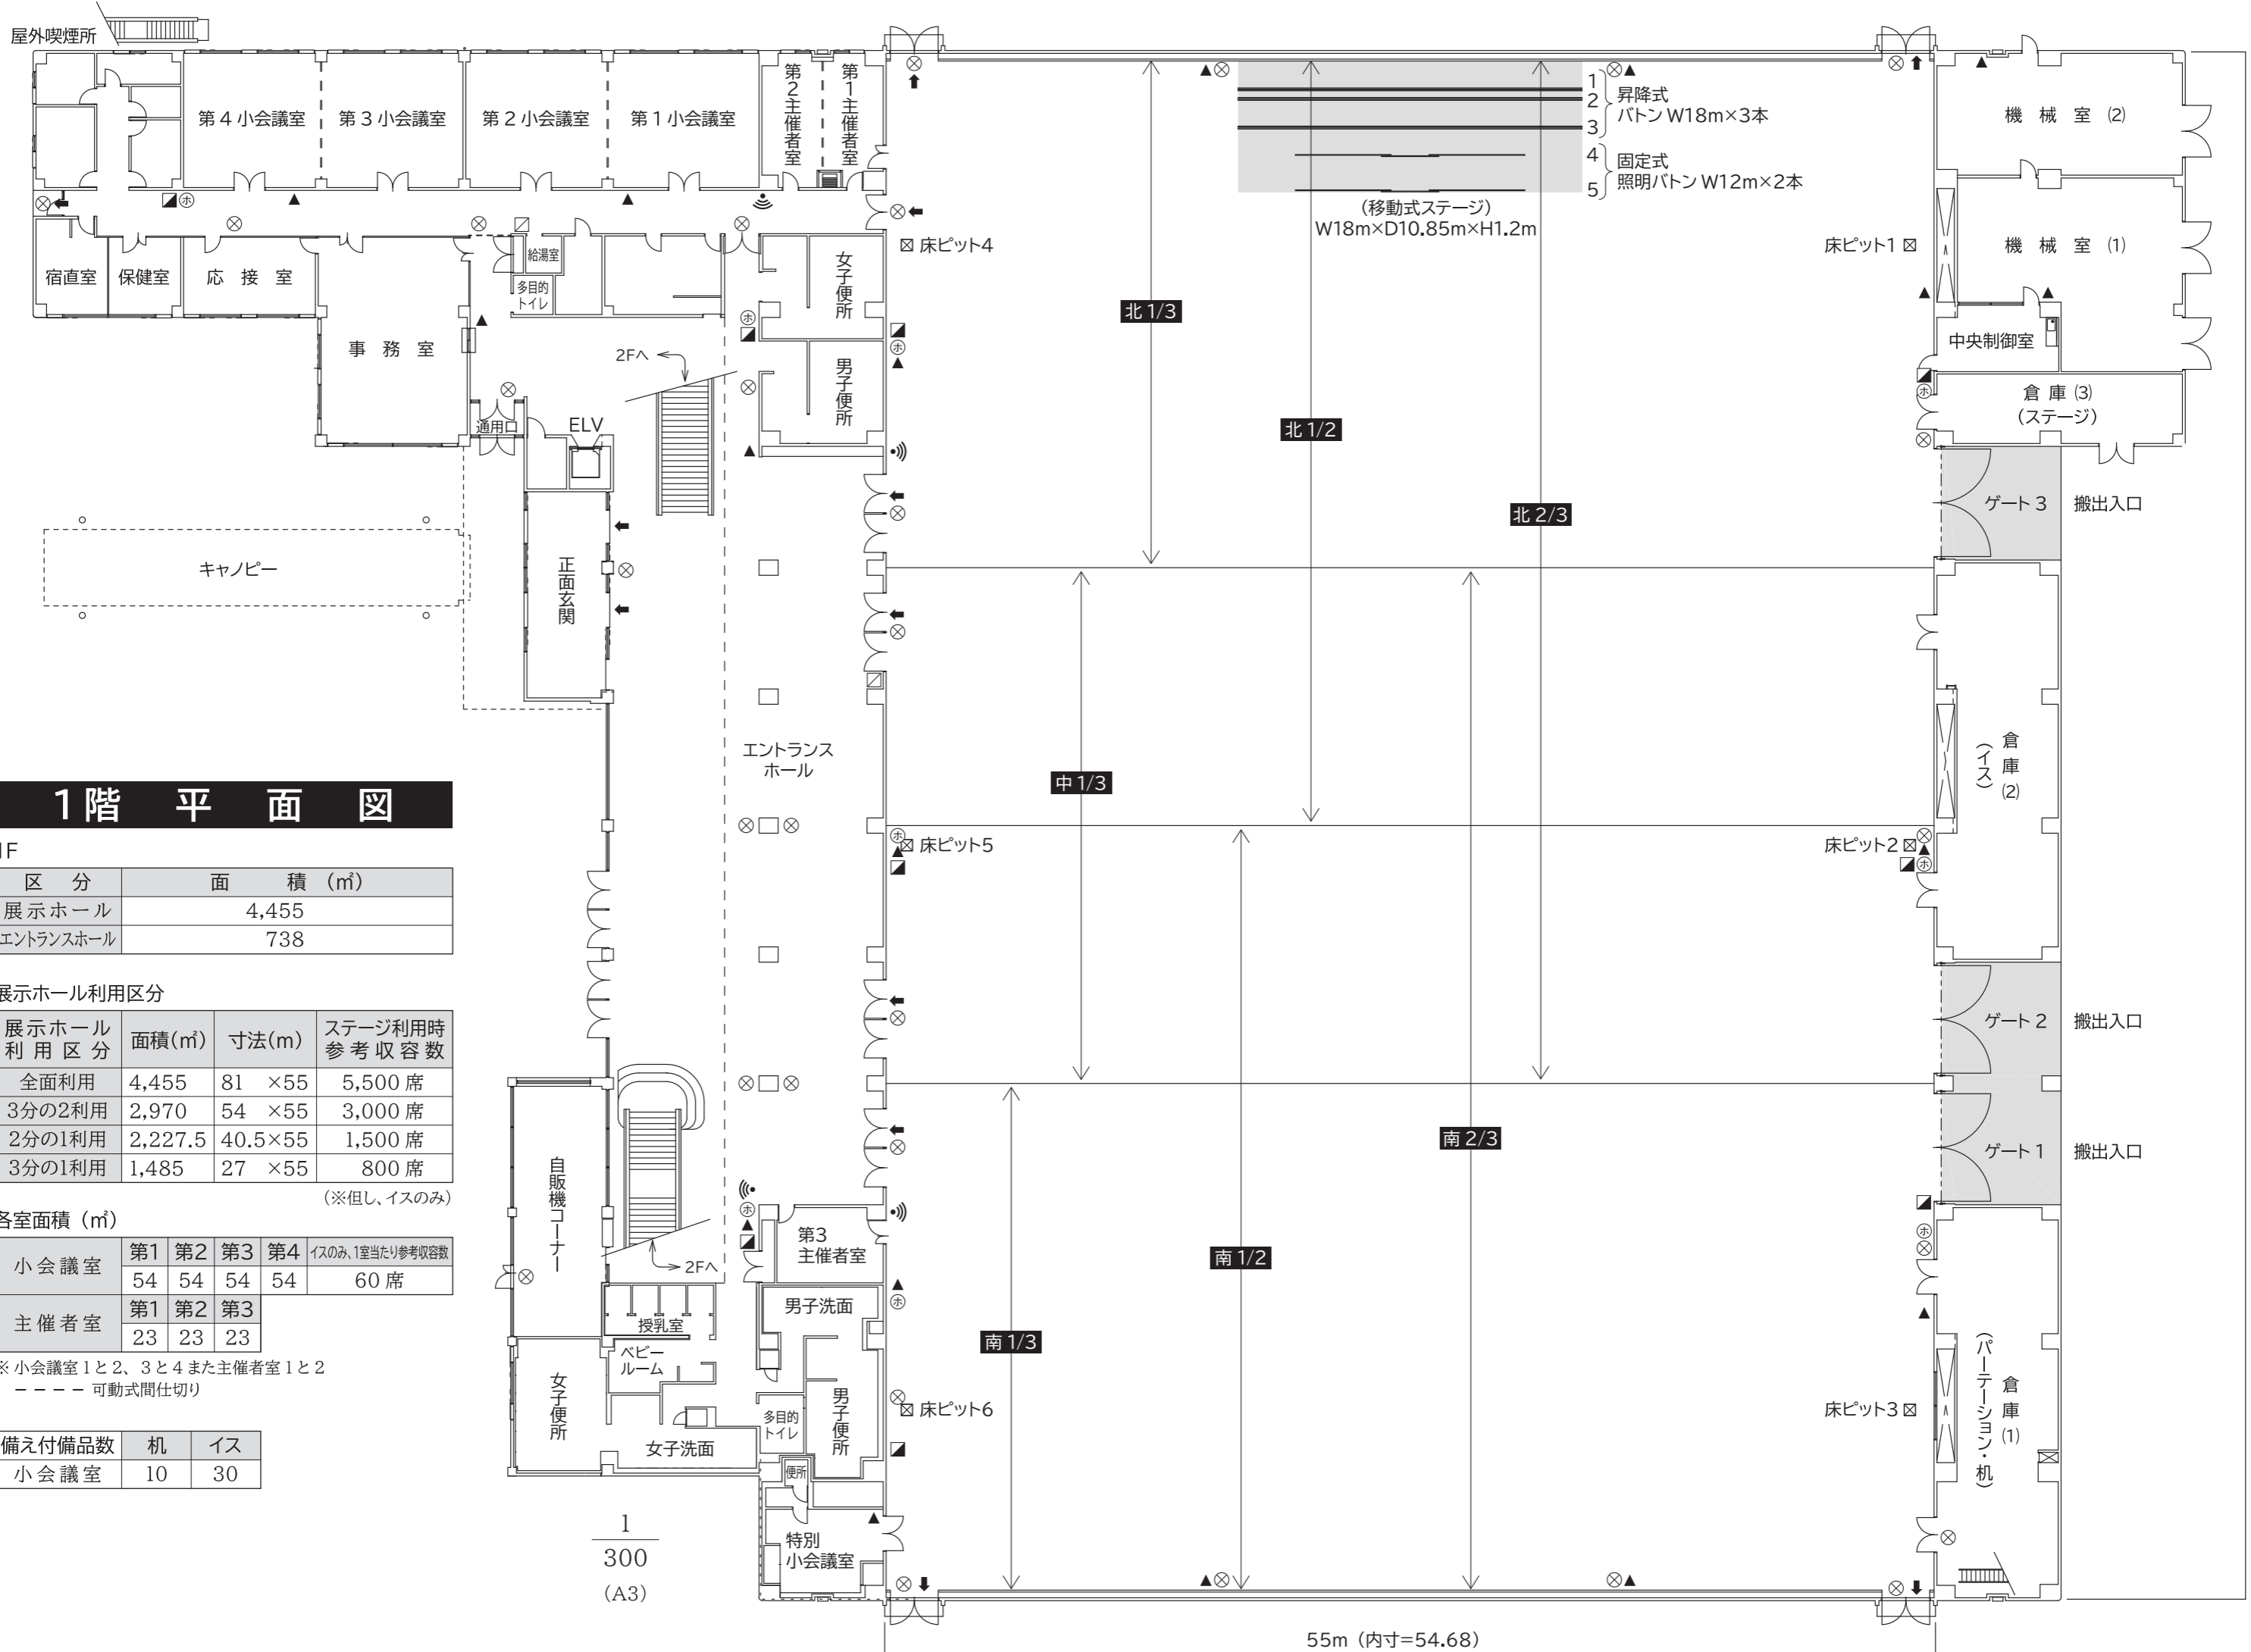 屋外喫煙所
第4小会議室
第3小会議室
第2小会議室
第1小会議室
第2主催者室
第1主催者室
1
2
3
昇降式
バトン W18m×3本
4
5
固定式
照明バトン W12m×2本
(移動式ステージ)
W18m×D10.85m×H1.2m
機械室 (2)
機械室 (1)
床ピット4
床ピット1
宿直室
保健室
応接室
事務室
給湯室
多目的
トイレ
女子便所
男子便所
ホ
ホ
ホ
2Fへ
北 1/3
北 1/2
北 2/3
中央制御室
ホ
倉庫 (3)
(ステージ)
通用口
ELV
ゲート 3
搬出入口
キャノピー
正面玄関
エントランス
ホール
中 1/3
倉庫 (2)
(イス)
1階 平面図
1F
区分 面積 (㎡)
展示ホール 4,455
エントランスホール 738
ホ
床ピット5
床ピット2
ホ
展示ホール利用区分
展示ホール
利用区分
面積(㎡)
寸法(m)
ステージ利用時
参考収容数
全面利用 4,455 81 ×55 5,500 席
3分の2利用 2,970 54 ×55 3,000 席
2分の1利用 2,227.5 40.5×55 1,500 席
3分の1利用 1,485 27 ×55 800 席
(※但し、イスのみ)
ゲート 2
搬出入口
南 2/3
ゲート 1
搬出入口
各室面積 (㎡)
小会議室 第1 第2 第3 第4 イスのみ、1室当たり参考収容数
54 54 54 54 60 席
主催者室 第1 第2 第3
23 23 23
※ 小会議室 1 と 2、3 と 4 また主催者室 1 と 2
---- 可動式間仕切り
備え付備品数 机 イス
小会議室 10 30
自販機コーナー
ホ
第3
主催者室
2Fへ
南 1/2
ホ
男子洗面
ホ
授乳室
ベビー
ルーム
南 1/3
女子便所
女子洗面
多目的
トイレ
男子便所
床ピット6
床ピット3
倉庫 (1)
(パーテーション・机)
便所
特別
小会議室
1
300
(A3)
55m (内寸=54.68)